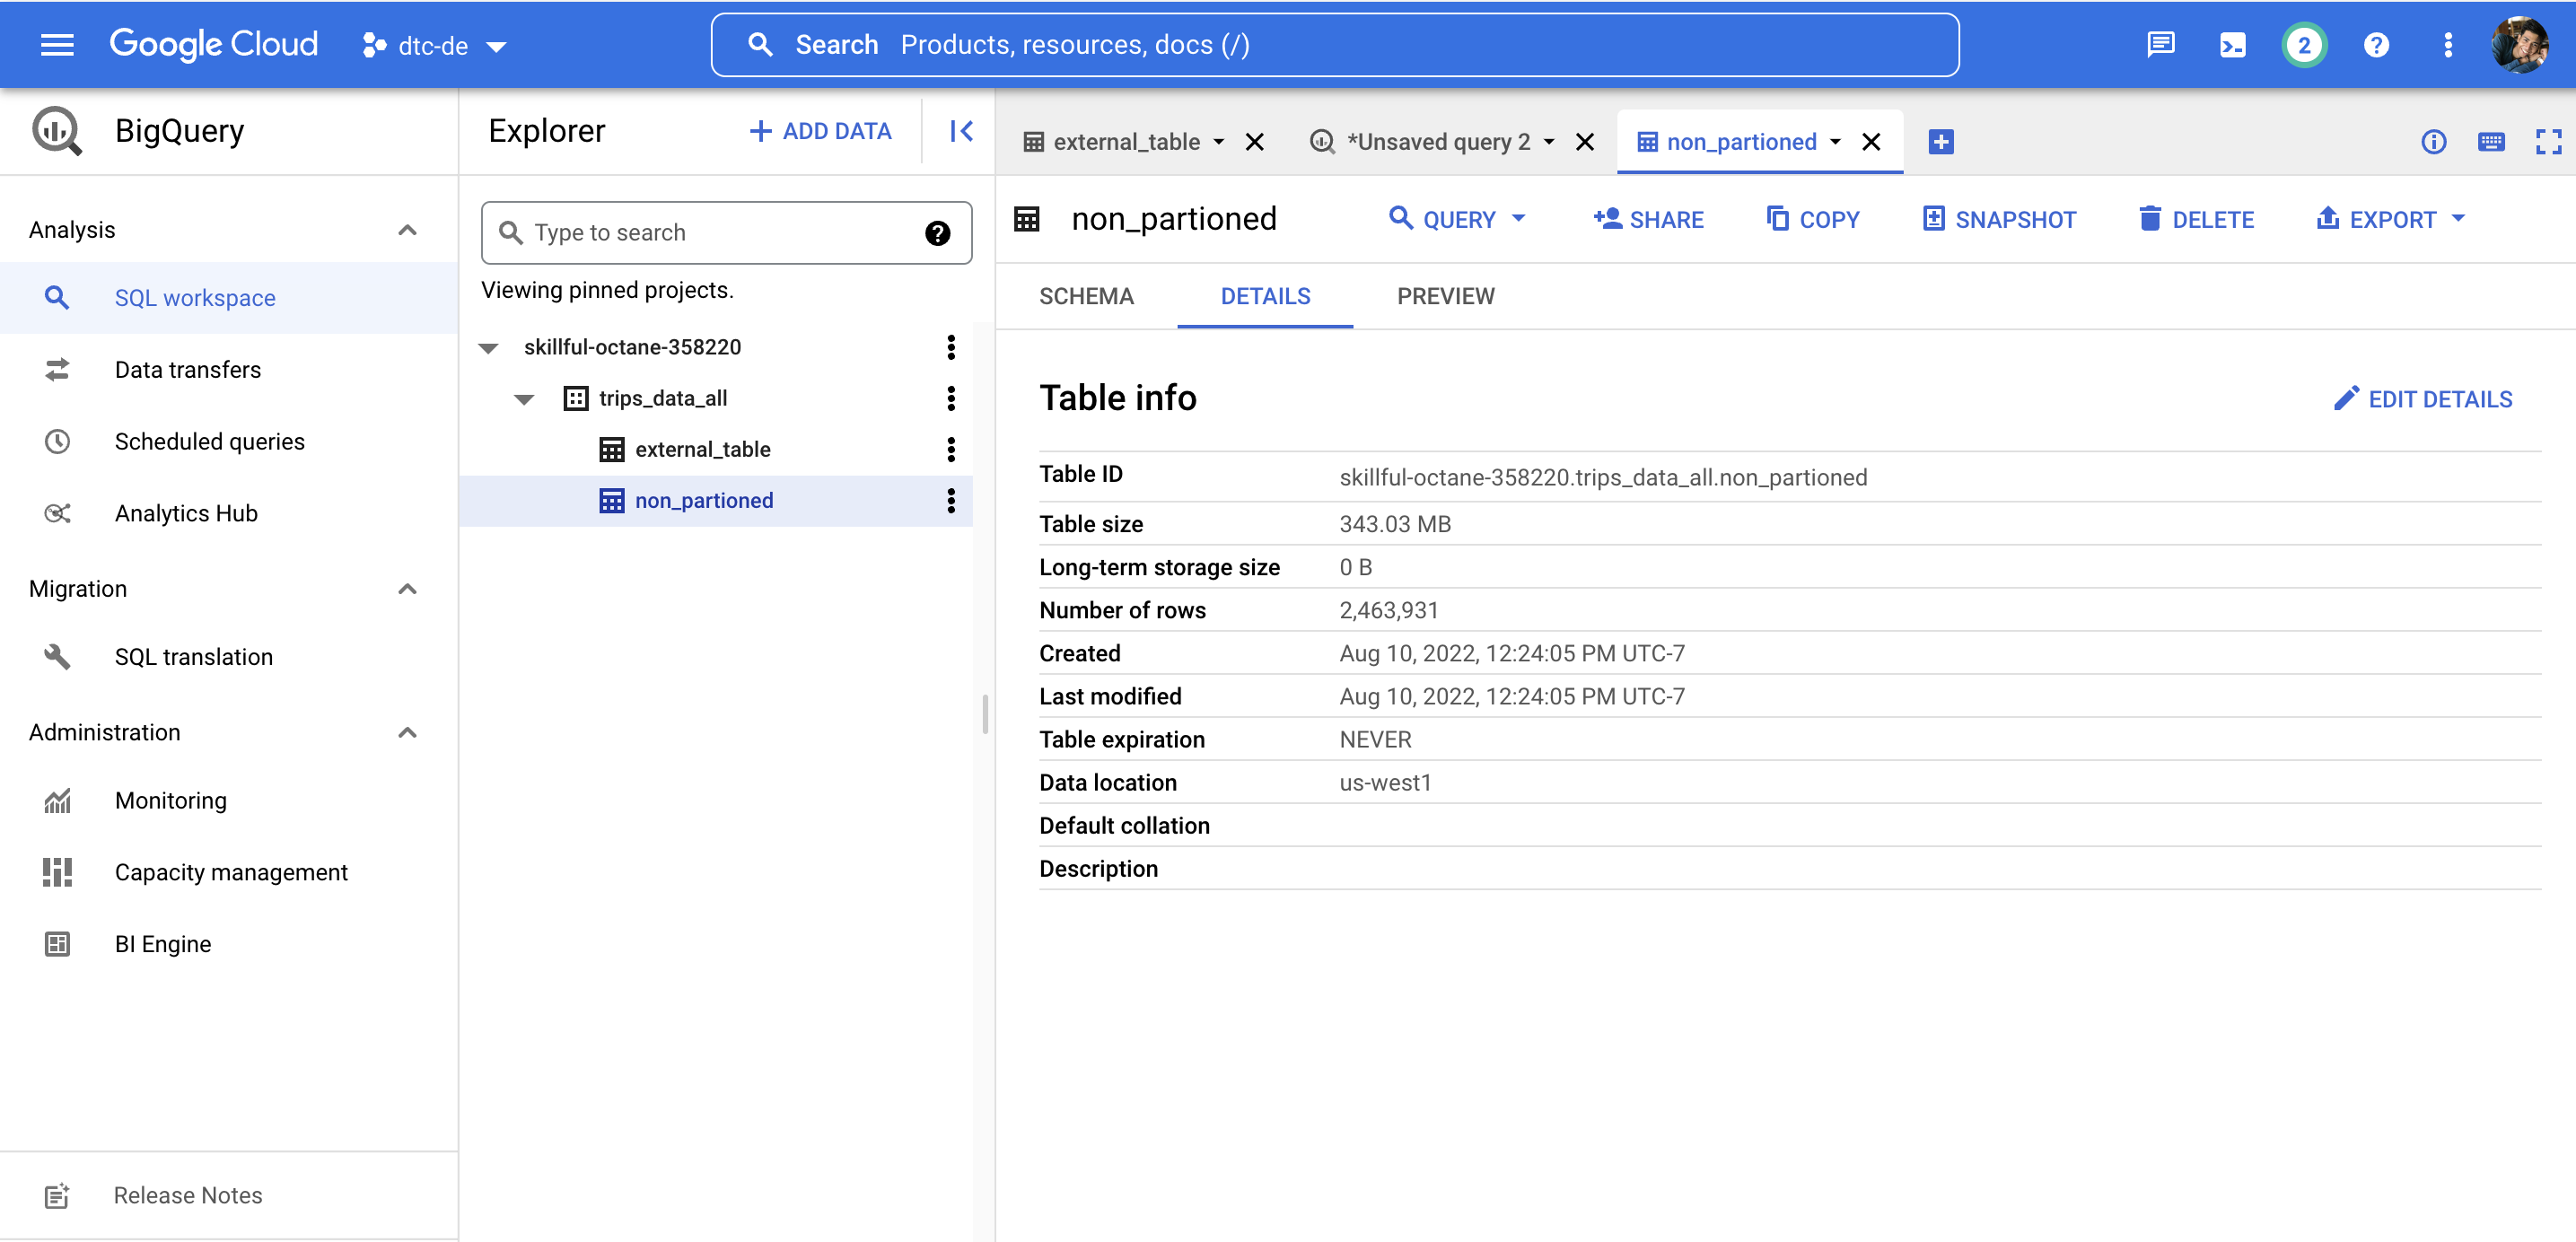 Google Cloud
dtc-de
Search Products, resources, docs (/)
2
BigQuery
Analysis
SQL workspace
Data transfers
Scheduled queries
Analytics Hub
Migration
SQL translation
Administration
Monitoring
Capacity management
BI Engine
Release Notes
Explorer
ADD DATA
Type to search
Viewing pinned projects.
skillful-octane-358220
trips_data_all
external_table
non_partioned
external_table
*Unsaved query 2
non_partioned
non_partioned
QUERY
SHARE
COPY
SNAPSHOT
DELETE
EXPORT
SCHEMA
DETAILS
PREVIEW
Table info
EDIT DETAILS
Table ID skillful-octane-358220.trips_data_all.non_partioned
Table size 343.03 MB
Long-term storage size 0 B
Number of rows 2,463,931
Created Aug 10, 2022, 12:24:05 PM UTC-7
Last modified Aug 10, 2022, 12:24:05 PM UTC-7
Table expiration NEVER
Data location us-west1
Default collation
Description